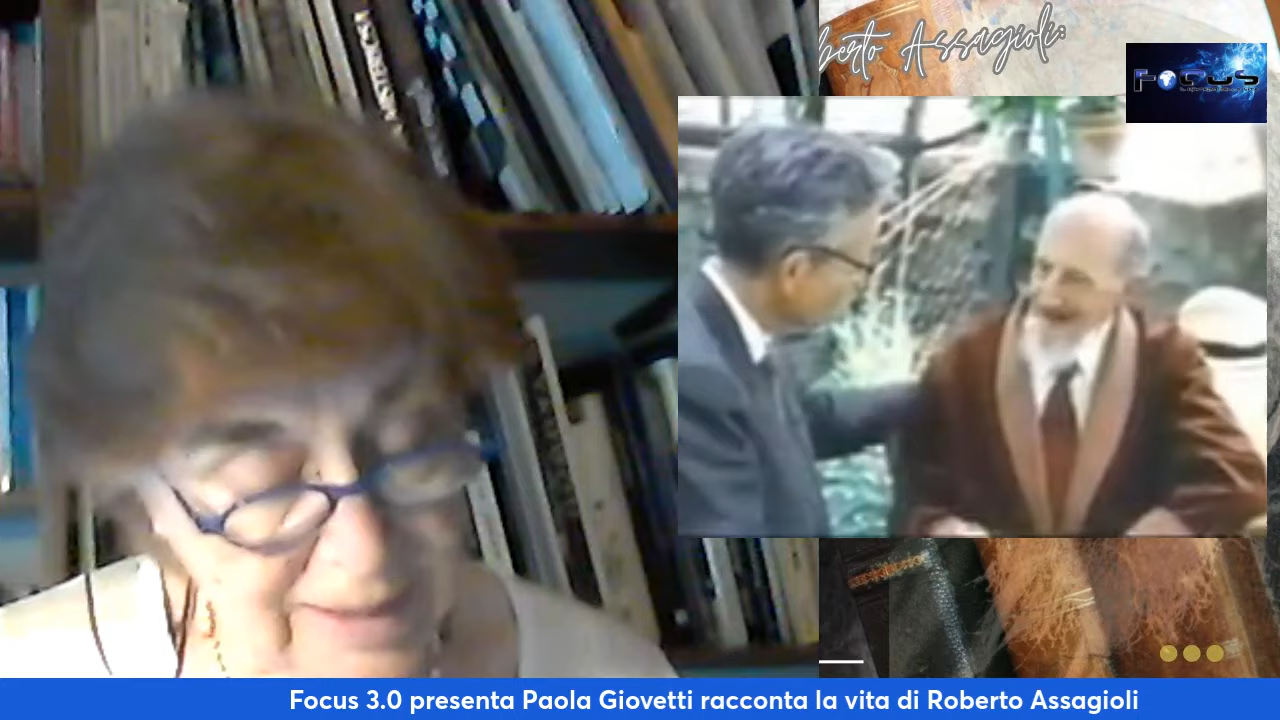 berto Assagioli:
FOCUS
Focus 3.0 presenta Paola Giovetti racconta la vita di Roberto Assagioli